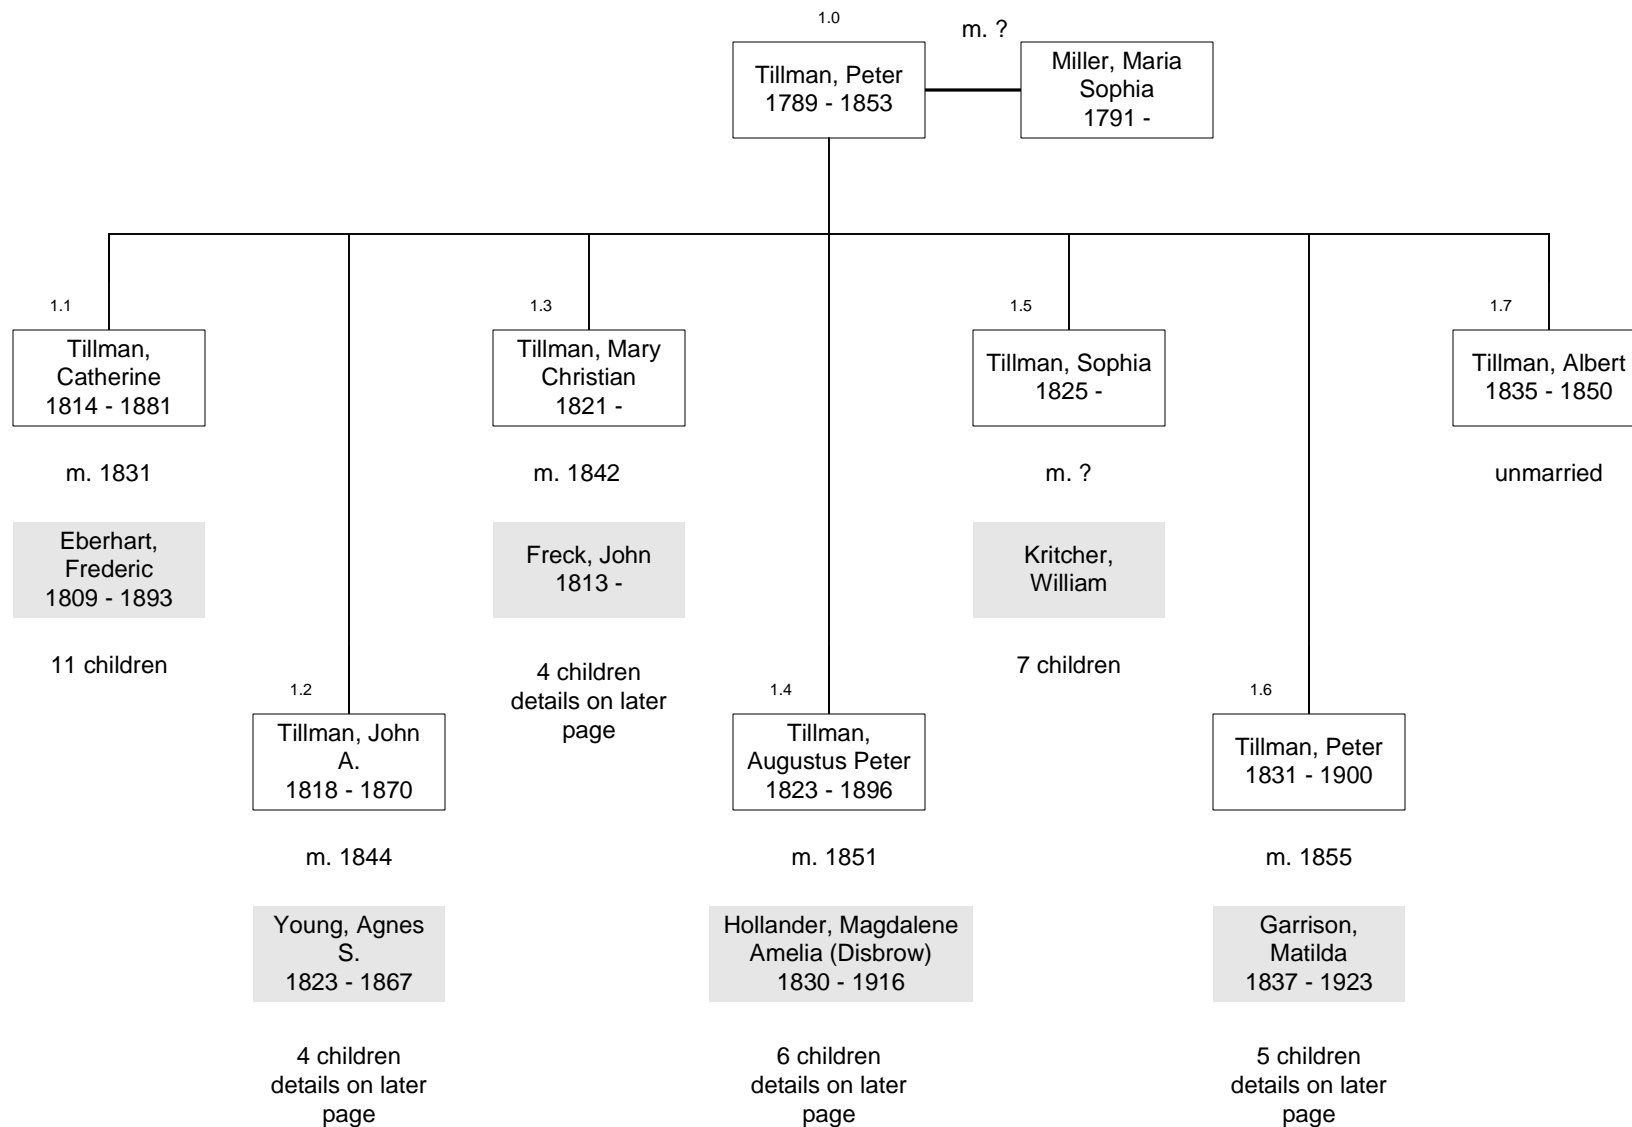 1.0
m. ?
Tillman, Peter
1789 - 1853
Miller, Maria
Sophia
1791 -
1.1
Tillman,
Catherine
1814 - 1881
m. 1831
Eberhart,
Frederic
1809 - 1893
11 children
1.2
Tillman, John
A.
1818 - 1870
m. 1844
Young, Agnes
S.
1823 - 1867
4 children
details on later
page
1.3
Tillman, Mary
Christian
1821 -
m. 1842
Freck, John
1813 -
4 children
details on later
page
1.4
Tillman,
Augustus Peter
1823 - 1896
m. 1851
Hollander, Magdalene
Amelia (Disbrow)
1830 - 1916
6 children
details on later
page
1.5
Tillman, Sophia
1825 -
m. ?
Kritcher,
William
7 children
1.6
Tillman, Peter
1831 - 1900
m. 1855
Garrison,
Matilda
1837 - 1923
5 children
details on later
page
1.7
Tillman, Albert
1835 - 1850
unmarried